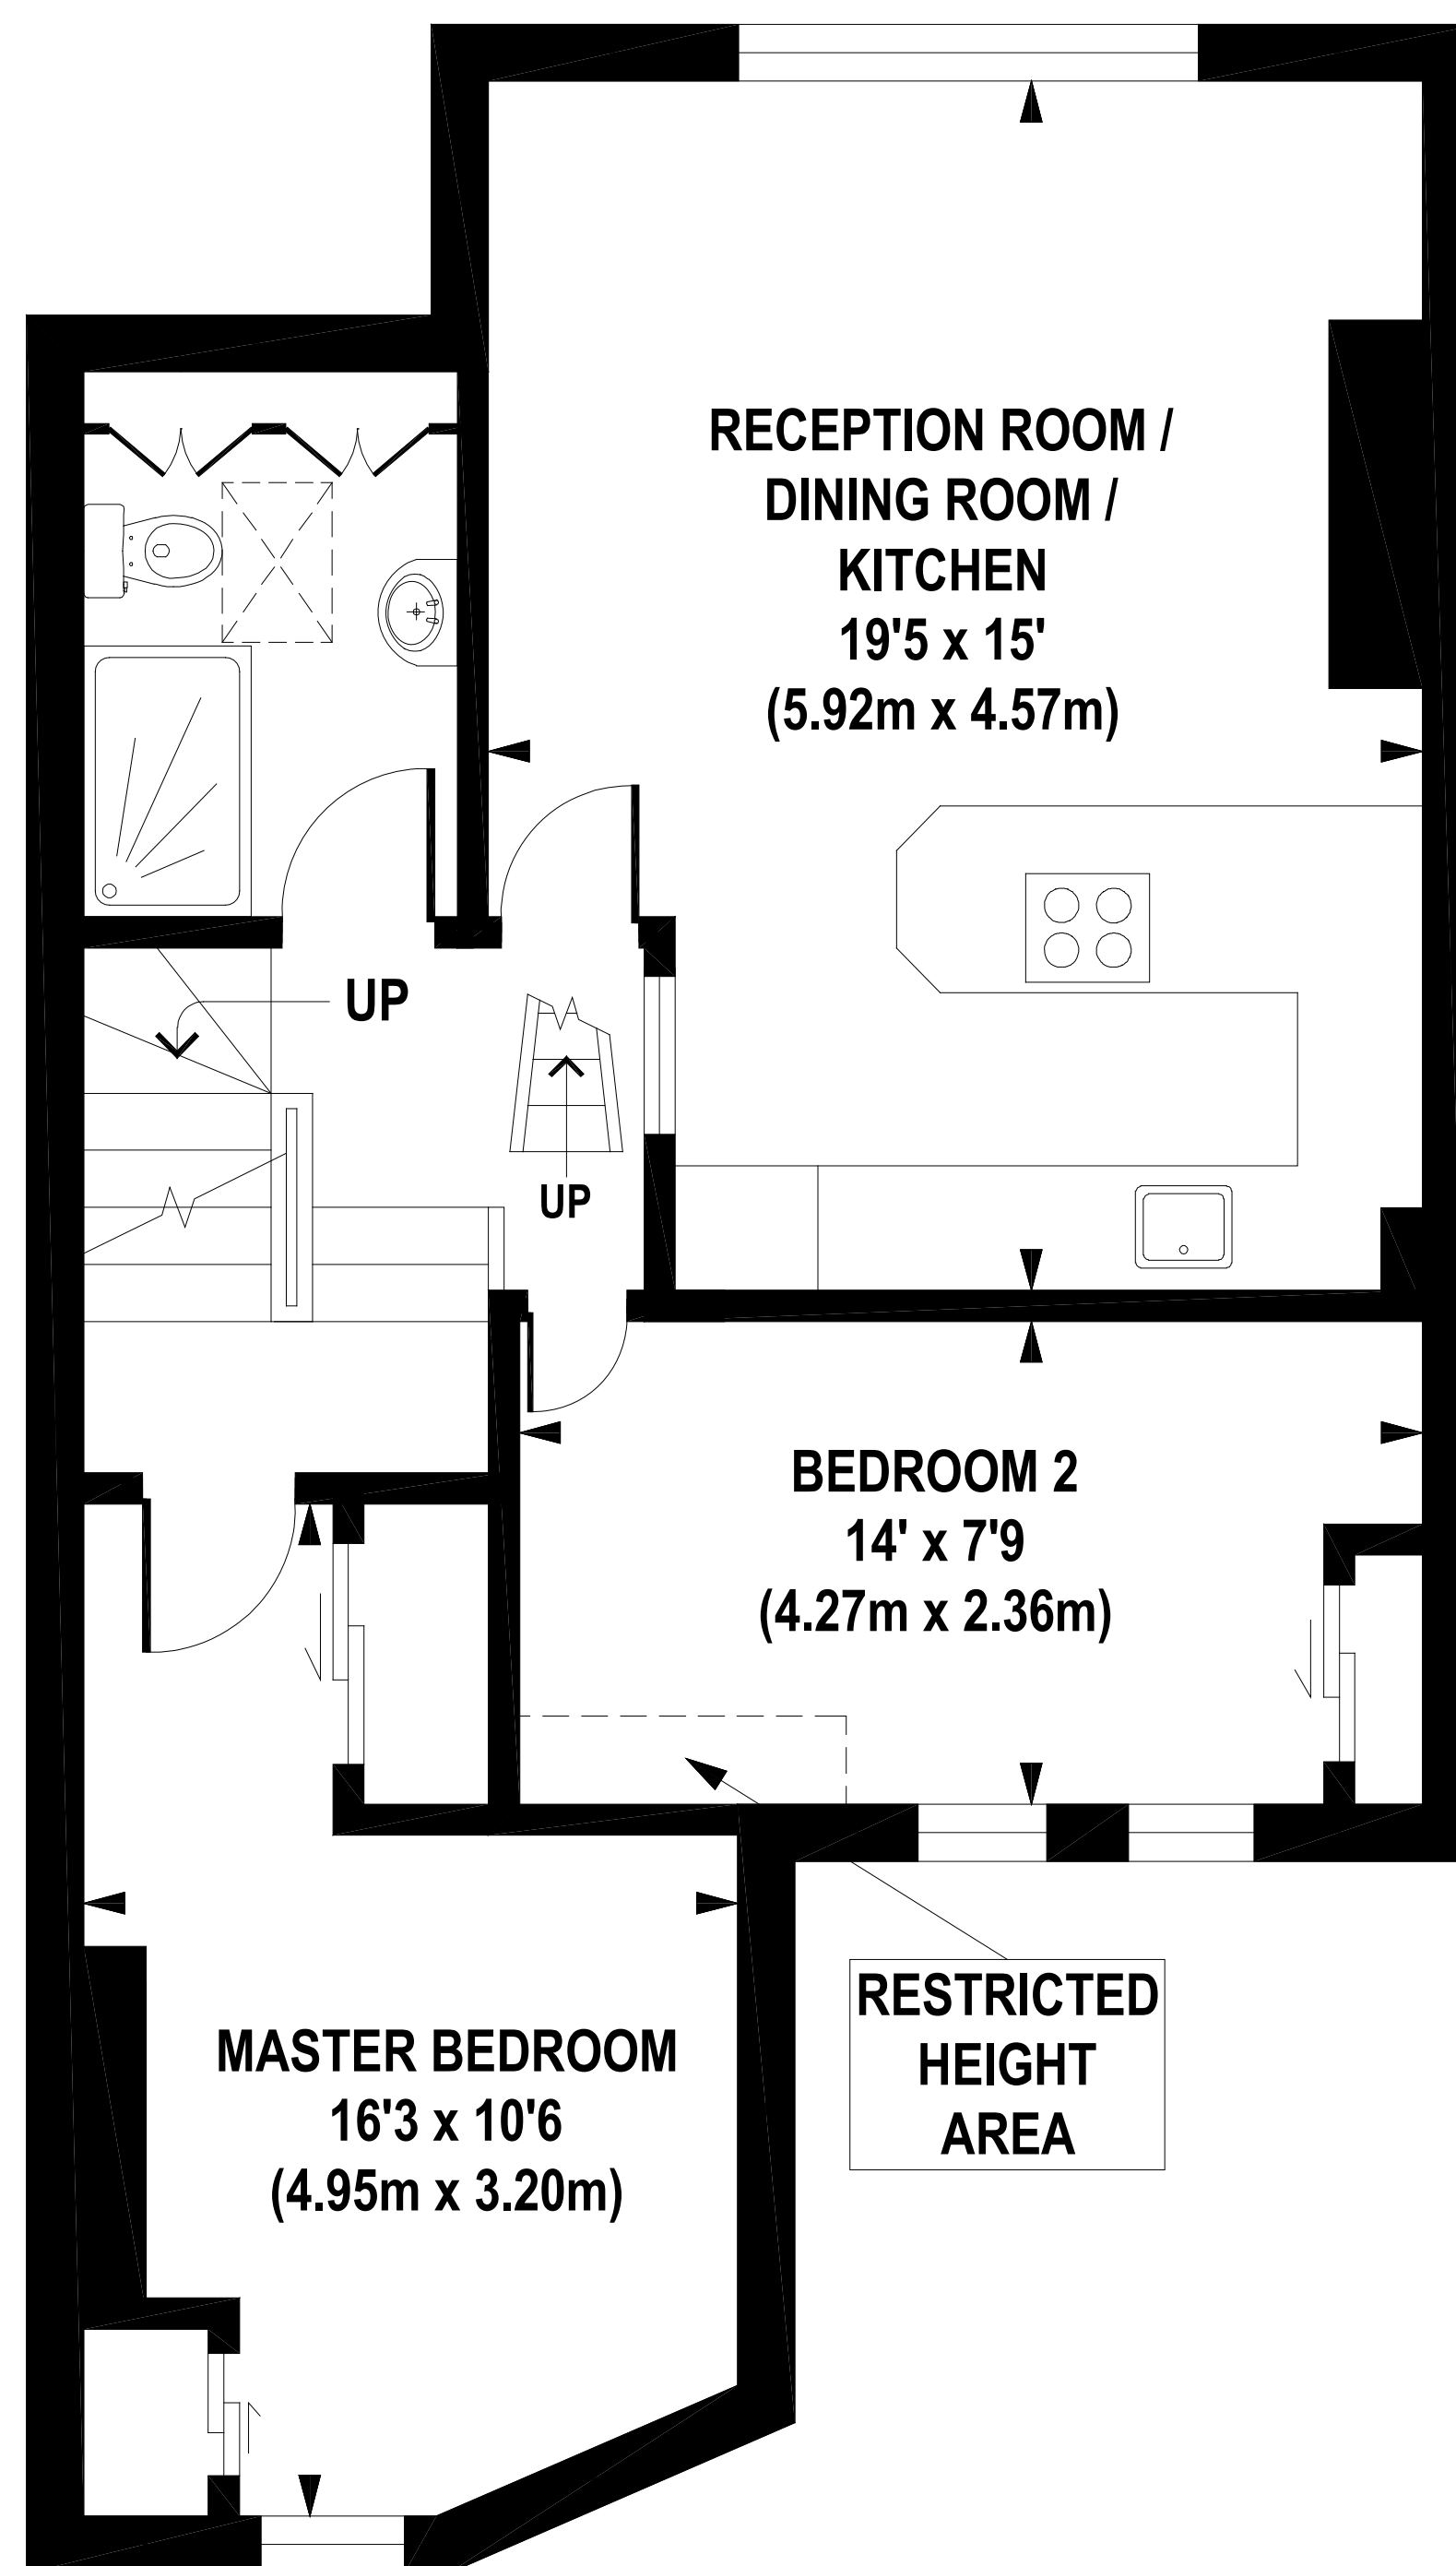 RECEPTION ROOM /
DINING ROOM /
KITCHEN
19'5 x 15'
(5.92m x 4.57m)
UP
UP
BEDROOM 2
14' x 7'9
(4.27m x 2.36m)
RESTRICTED
HEIGHT
AREA
MASTER BEDROOM
16'3 x 10'6
(4.95m x 3.20m)